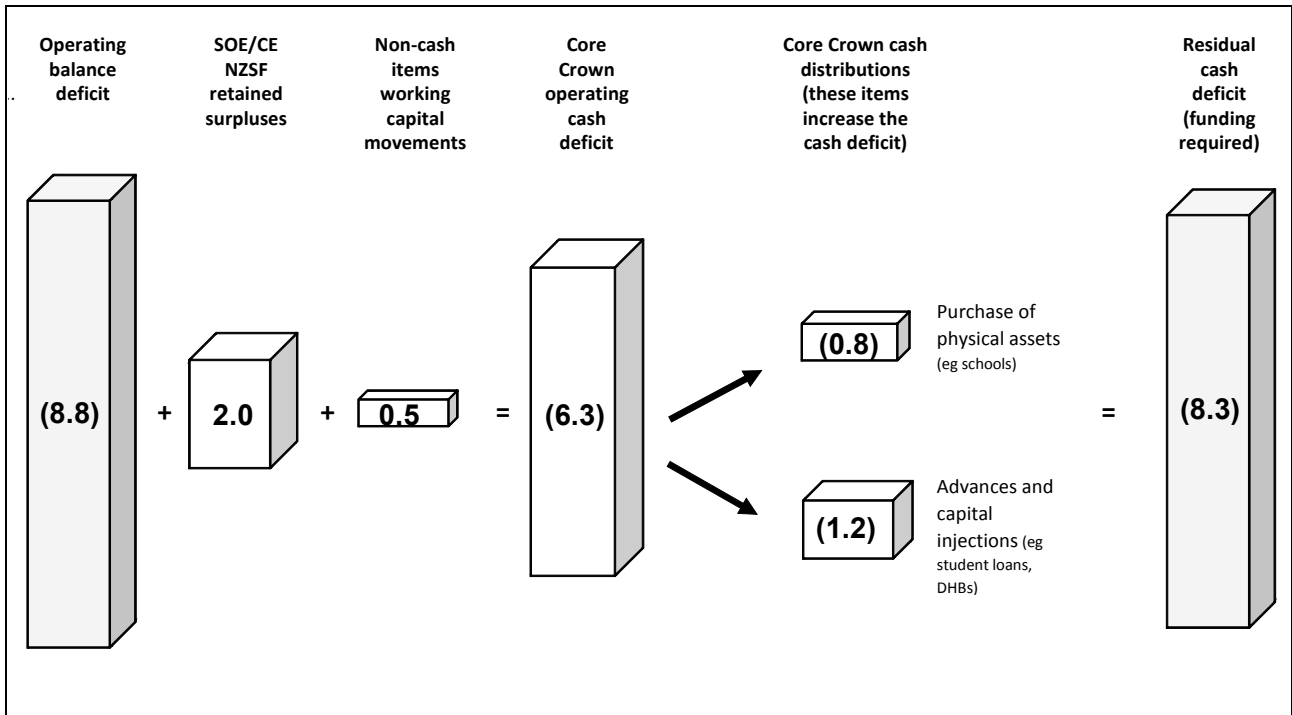 Operating
balance
deficit
SOE/CE
NZSF
retained
surpluses
Non-cash
items
working
capital
movements
Core
Crown
operating
cash
deficit
Core Crown cash
distributions
(these items
increase the
cash deficit)
Residual
cash
deficit
(funding
required)
..
(8.8)
+
2.0
+
0.5
=
(6.3)
(0.8)
Purchase of
physical assets
(eg schools)
(1.2)
Advances and
capital
injections (eg
student loans,
DHBs)
=
(8.3)